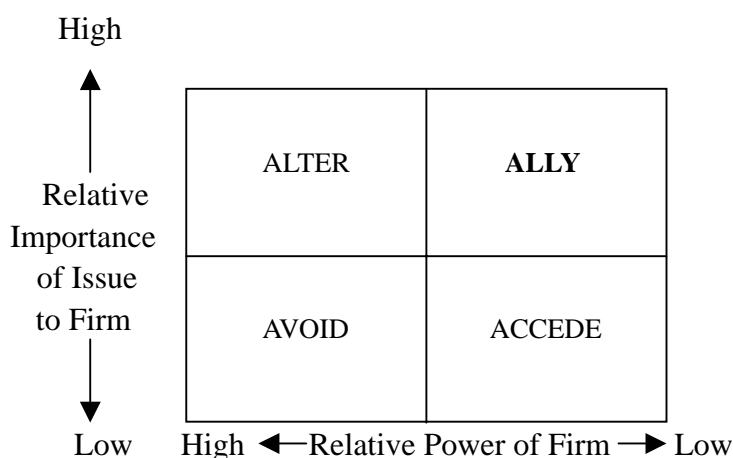 High
ALTER ALLY
Relative
Importance
of Issue
to Firm
AVOID ACCEDE
Low High Relative Power of Firm Low